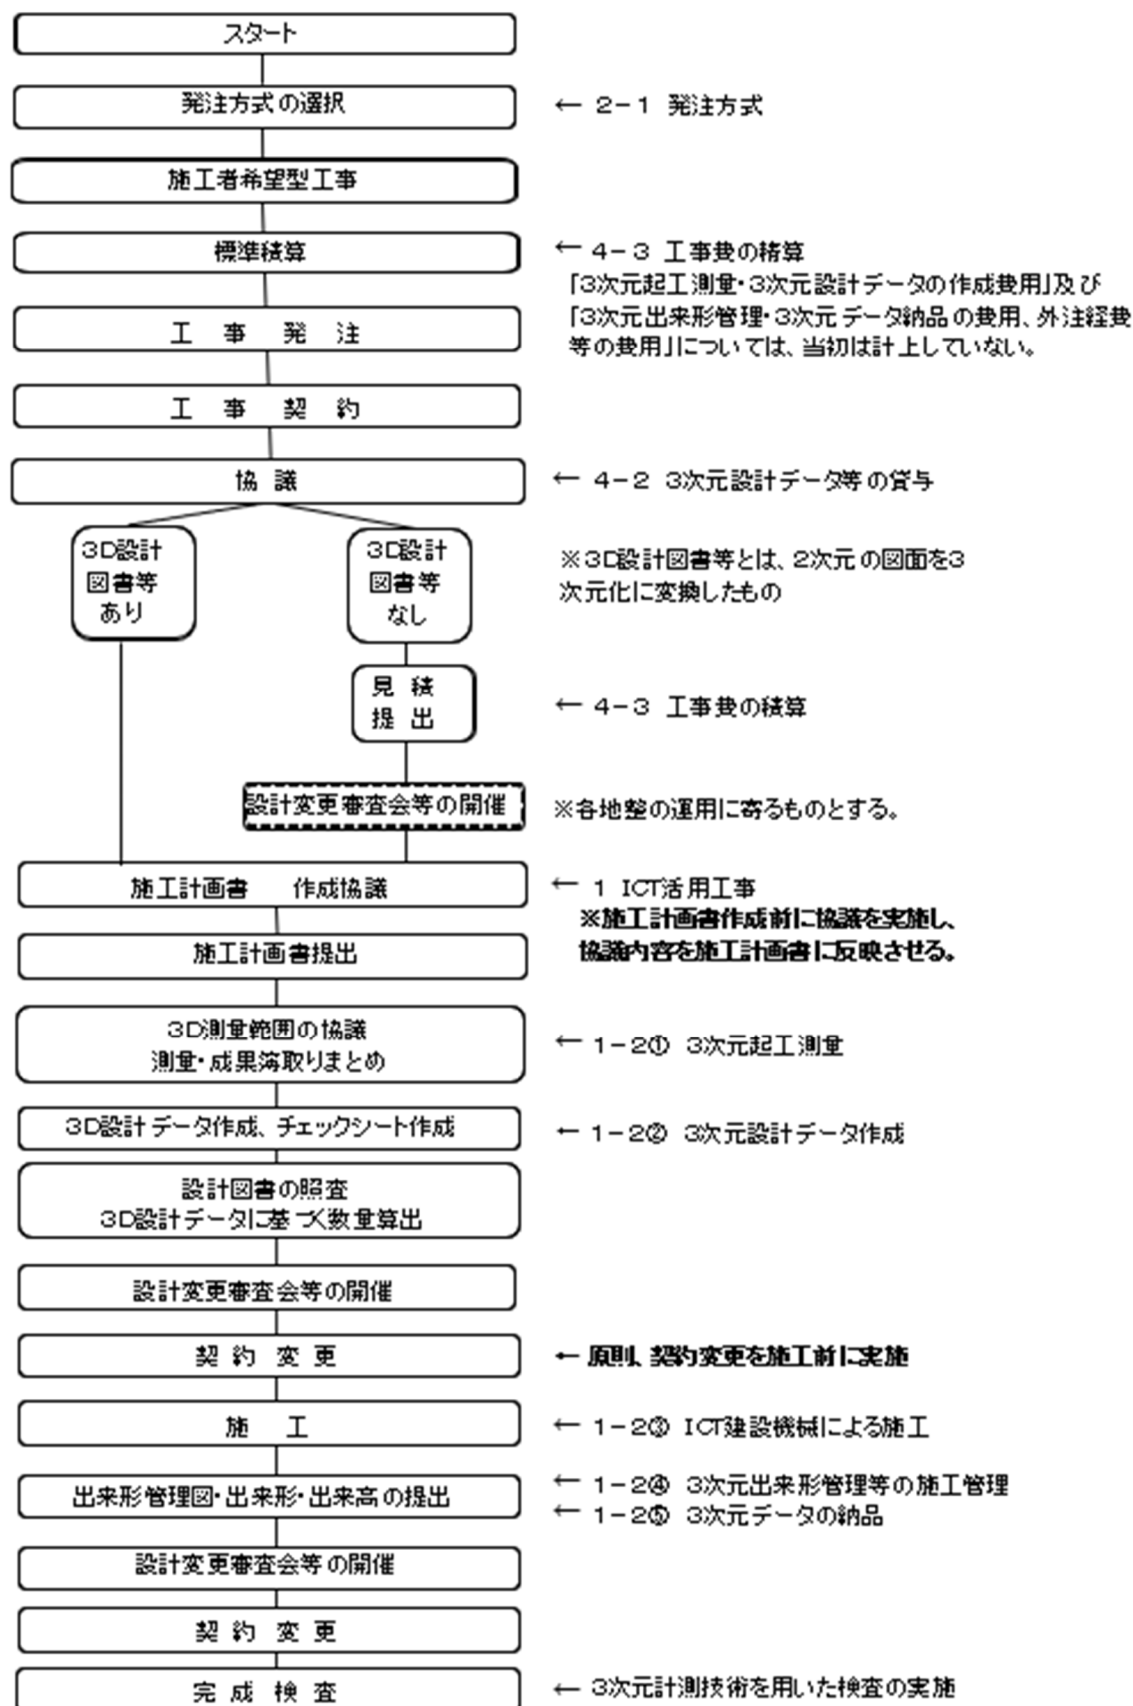 スタート
発注方式の選択
← 2-1 発注方式
施工者希望型工事
標準積算
← 4-3 工事費の積算
「3次元起工測量・3次元設計データの作成費用」及び
「3次元出来形管理・3次元データ納品の費用、外注経費
等の費用」については、当初は計上していない。
工 事 発 注
工 事 契 約
協 議
← 4-2 3次元設計データ等の貸与
3D設計
図書等
あり
3D設計
図書等
なし
※3D設計図書等とは、2次元の図面を3
次元化に変換したもの
見 積
提 出
← 4-3 工事費の積算
設計変更審査会等の開催
※各地整の運用に寄るものとする。
施工計画書 作成協議
← 1 ICT活用工事
※施工計画書作成前に協議を実施し、
協議内容を施工計画書に反映させる。
施工計画書提出
3D測量範囲の協議
測量・成果簿取りまとめ
← 1-2① 3次元起工測量
3D設計データ作成、チェックシート作成
← 1-2② 3次元設計データ作成
設計図書の照査
3D設計データに基づく数量算出
設計変更審査会等の開催
契 約 変 更
← 原則、契約変更を施工前に実施
施 工
← 1-2③ ICT建設機械による施工
出来形管理図・出来形・出来高の提出
← 1-2④ 3次元出来形管理等の施工管理
← 1-2⑤ 3次元データの納品
設計変更審査会等の開催
契 約 変 更
完 成 検 査
← 3次元計測技術を用いた検査の実施